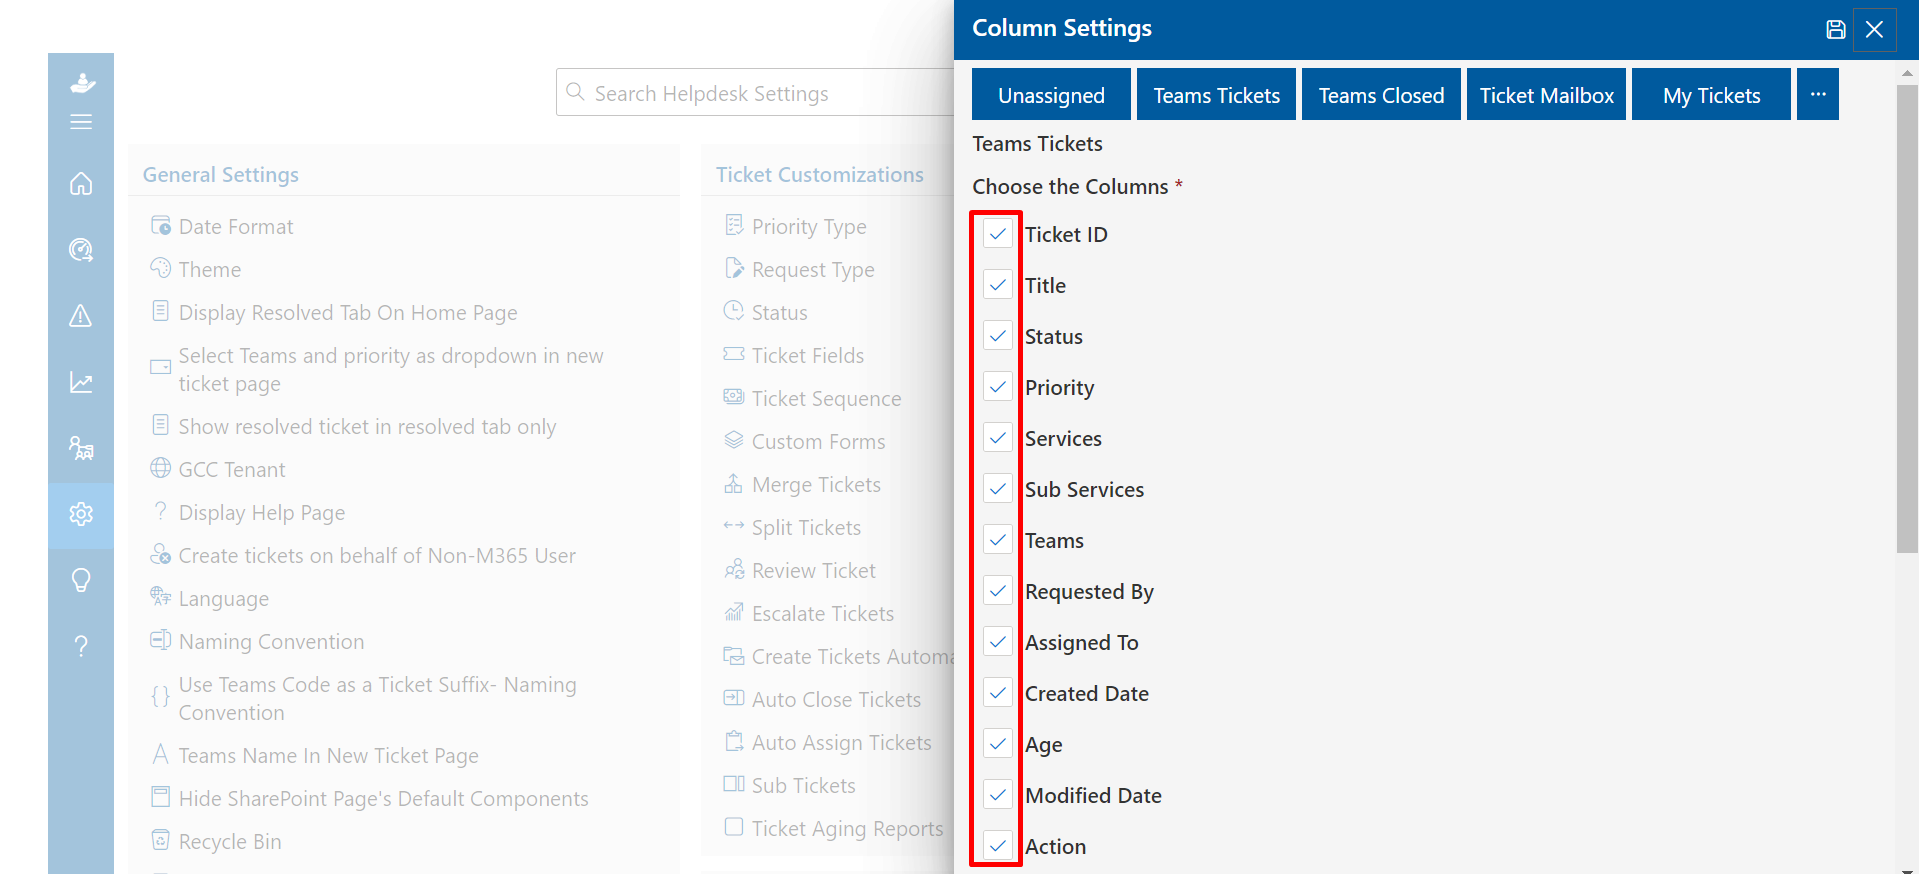 Column Settings
Search Helpdesk Settings
Unassigned
Teams Tickets
Teams Closed
Ticket Mailbox
My Tickets
...
Teams Tickets
Choose the Columns *
Ticket ID
Title
Status
Priority
Services
Sub Services
Teams
Requested By
Assigned To
Created Date
Age
Modified Date
Action
General Settings
Date Format
Theme
Display Resolved Tab On Home Page
Select Teams and priority as dropdown in new
ticket page
Show resolved ticket in resolved tab only
GCC Tenant
Display Help Page
Create tickets on behalf of Non-M365 User
Language
Naming Convention
Use Teams Code as a Ticket Suffix- Naming
Convention
Teams Name In New Ticket Page
Hide SharePoint Page's Default Components
Recycle Bin
Ticket Customizations
Priority Type
Request Type
Status
Ticket Fields
Ticket Sequence
Custom Forms
Merge Tickets
Split Tickets
Review Ticket
Escalate Tickets
Create Tickets Automa
Auto Close Tickets
Auto Assign Tickets
Sub Tickets
Ticket Aging Reports